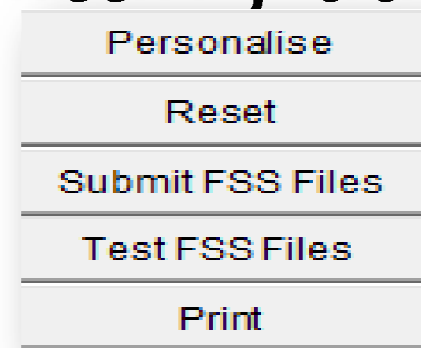 Personalise
Reset
Submit FSS Files
Test FSS Files
Print